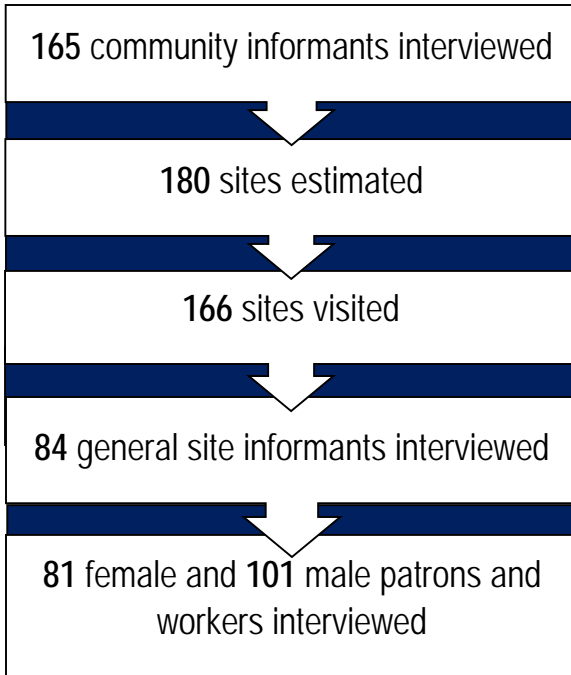 165 community informants interviewed
180 sites estimated
166 sites visited
84 general site informants interviewed
81 female and 101 male patrons and
workers interviewed